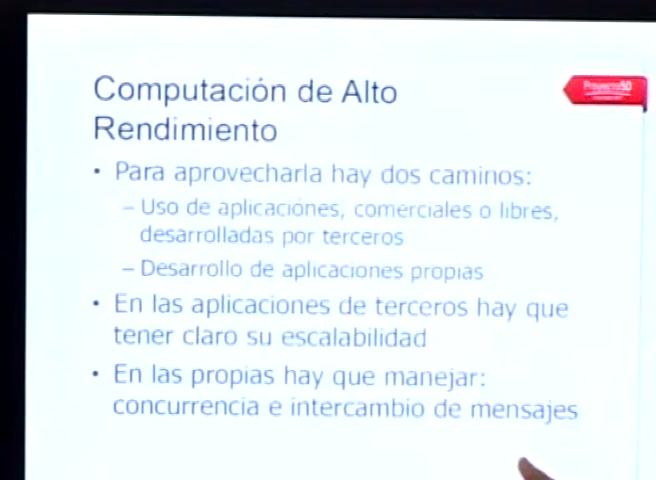 Computación de Alto
Rendimiento
• Para aprovecharla hay dos caminos:
– Uso de aplicaciónes, comerciales o libres,
desarrolladas por terceros
– Desarrollo de aplicaciones propias
• En las aplicaciones de terceros hay que
tener claro su escalabilidad
• En las propias hay que manejar:
concurrencia e intercambio de mensajes